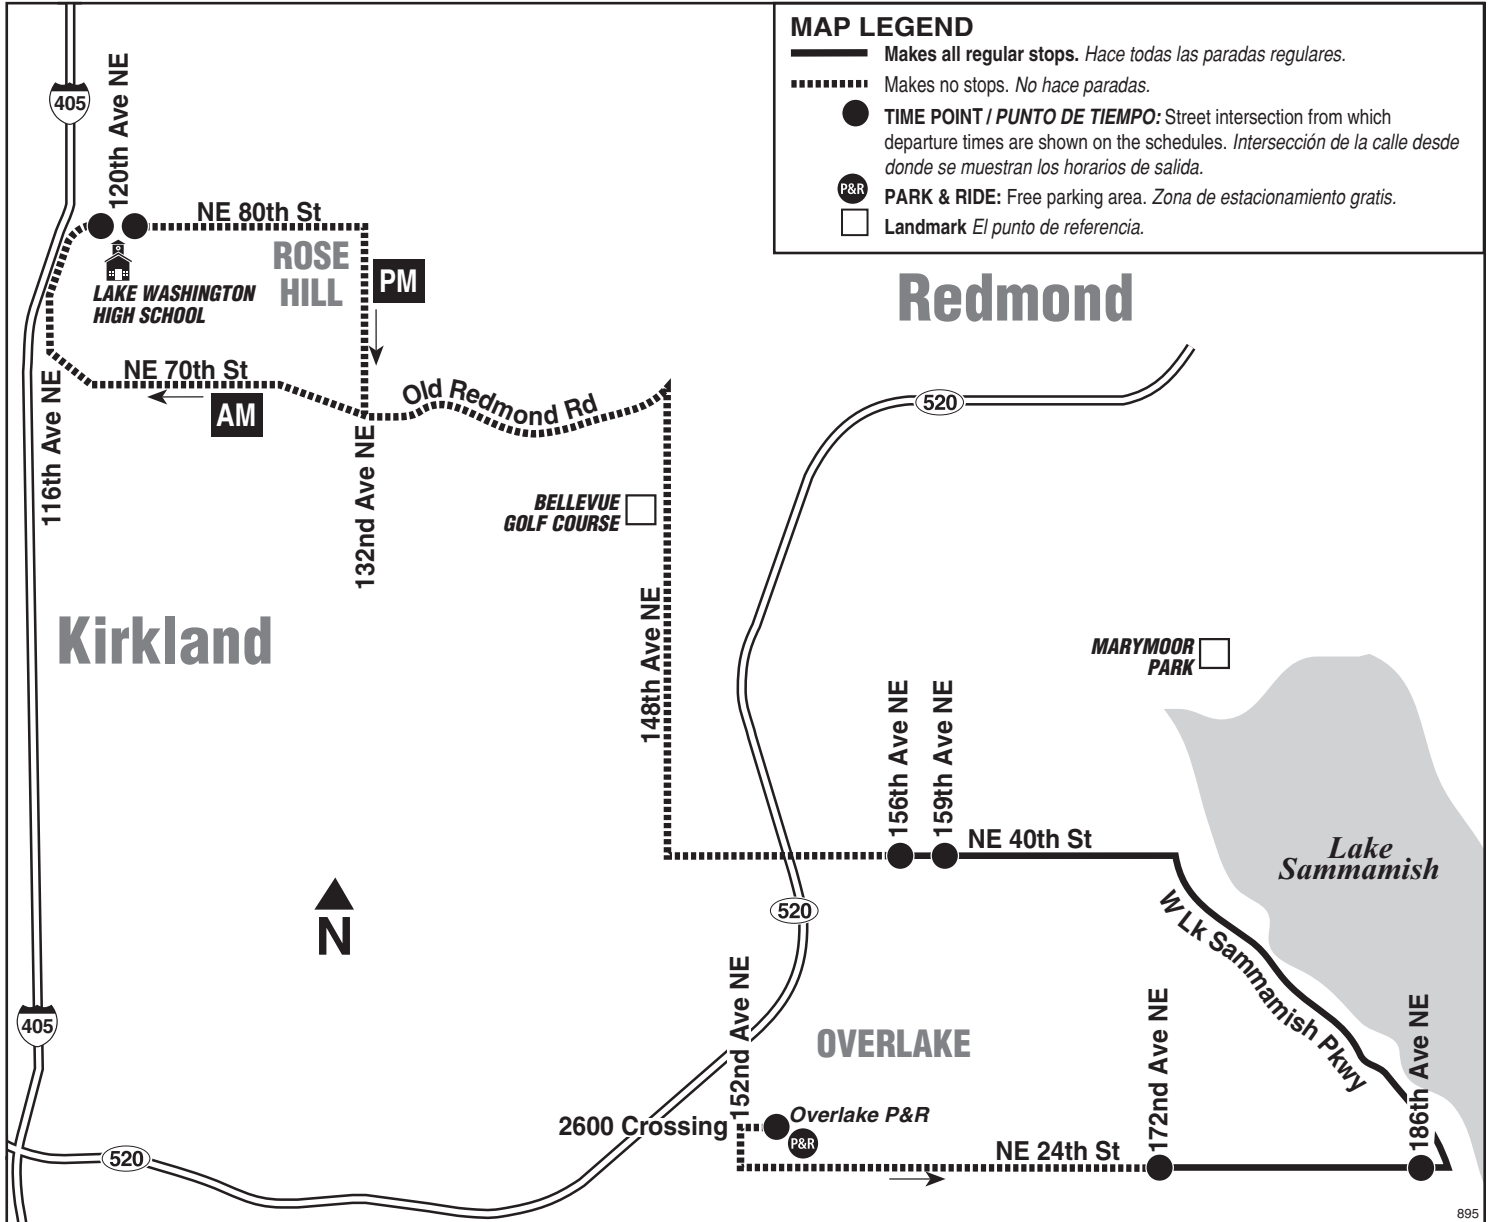 MAP LEGEND
Makes all regular stops. Hace todas las paradas regulares.
Makes no stops. No hace paradas.
TIME POINT / PUNTO DE TIEMPO: Street intersection from which
departure times are shown on the schedules. Intersección de la calle desde
donde se muestran los horarios de salida.
P&R PARK & RIDE: Free parking area. Zona de estacionamiento gratis.
Landmark El punto de referencia.
405
120th Ave NE
NE 80th St
ROSE
HILL
PM
LAKE WASHINGTON
HIGH SCHOOL
Redmond
NE 70th St
AM
Old Redmond Rd
520
116th Ave NE
132nd Ave NE
BELLEVUE
GOLF COURSE
Kirkland
148th Ave NE
MARYMOOR
PARK
156th Ave NE
159th Ave NE
NE 40th St
Lake
Sammamish
N
520
W Lk Sammamish Pkwy
405
OVERLAKE
152nd Ave NE
172nd Ave NE
186th Ave NE
2600 Crossing
Overlake P&R
P&R
NE 24th St
520
895